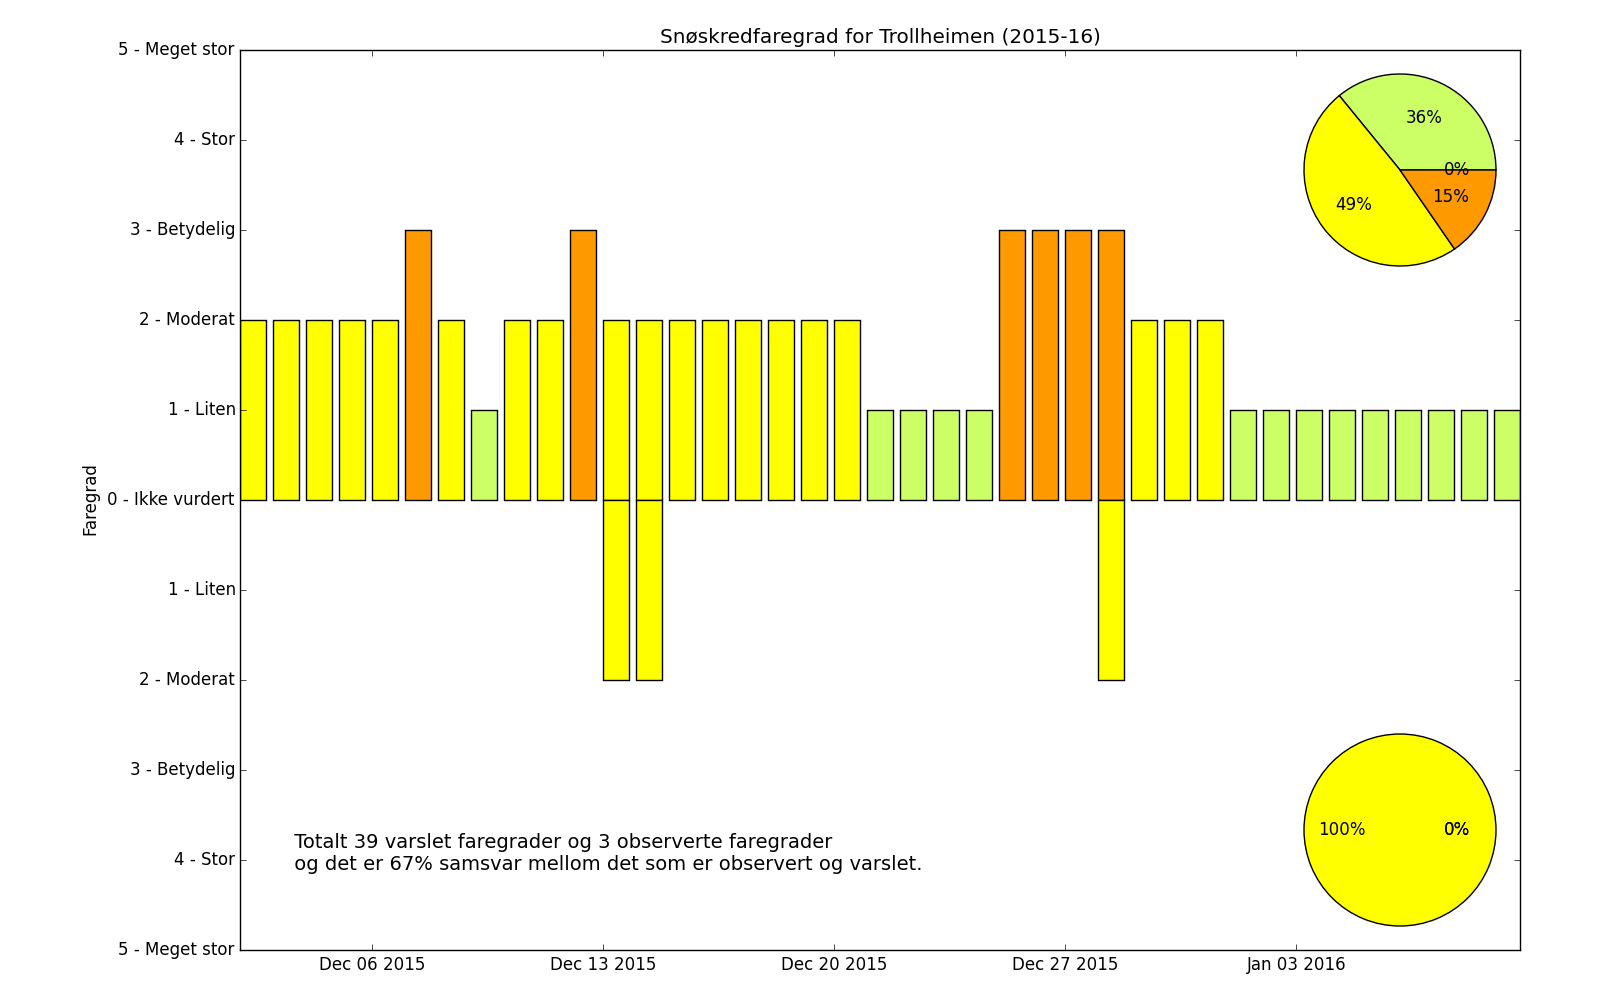 Snøskredfaregrad for Trollheimen (2015-16)
5 - Meget stor
4 - Stor
3 - Betydelig
2 - Moderat
1 - Liten
0 - Ikke vurdert
1 - Liten
2 - Moderat
3 - Betydelig
4 - Stor
5 - Meget stor
Faregrad
36%
0%
49%
15%
100%
0%
Totalt 39 varslet faregrader og 3 observerte faregrader
og det er 67% samsvar mellom det som er observert og varslet.
Dec 06 2015
Dec 13 2015
Dec 20 2015
Dec 27 2015
Jan 03 2016